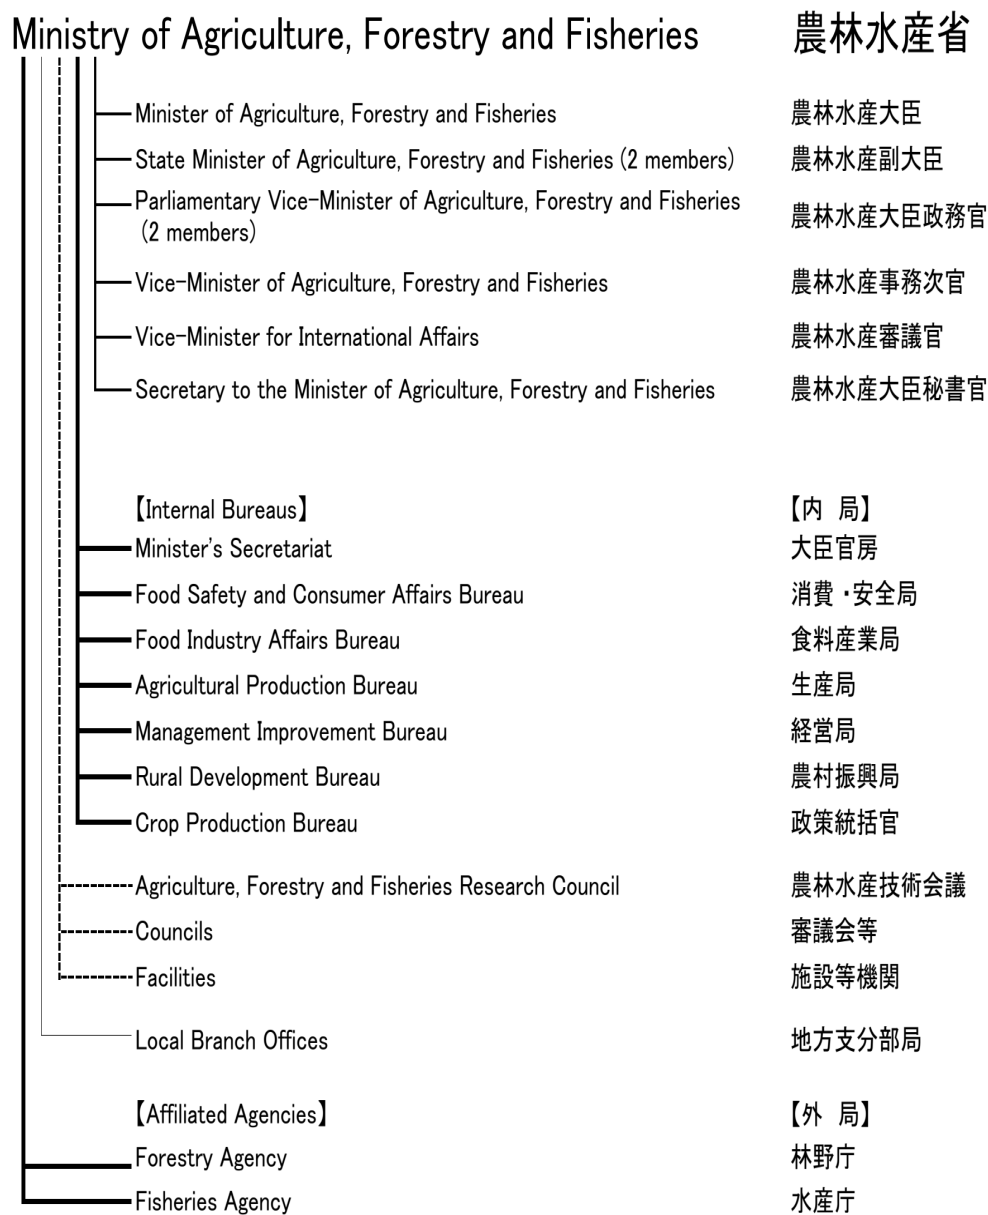 Ministry of Agriculture, Forestry and Fisheries 農林水産省
Minister of Agriculture, Forestry and Fisheries 農林水産大臣
State Minister of Agriculture, Forestry and Fisheries (2 members) 農林水産副大臣
Parliamentary Vice-Minister of Agriculture, Forestry and Fisheries
(2 members) 農林水産大臣政務官
Vice-Minister of Agriculture, Forestry and Fisheries 農林水産事務次官
Vice-Minister for International Affairs 農林水産審議官
Secretary to the Minister of Agriculture, Forestry and Fisheries 農林水産大臣秘書官
【Internal Bureaus】 【内 局】
Minister's Secretariat 大臣官房
Food Safety and Consumer Affairs Bureau 消費・安全局
Food Industry Affairs Bureau 食料産業局
Agricultural Production Bureau 生産局
Management Improvement Bureau 経営局
Rural Development Bureau 農村振興局
Crop Production Bureau 政策統括官
Agriculture, Forestry and Fisheries Research Council 農林水産技術会議
Councils 審議会等
Facilities 施設等機関
Local Branch Offices 地方支分部局
【Affiliated Agencies】 【外 局】
Forestry Agency 林野庁
Fisheries Agency 水産庁